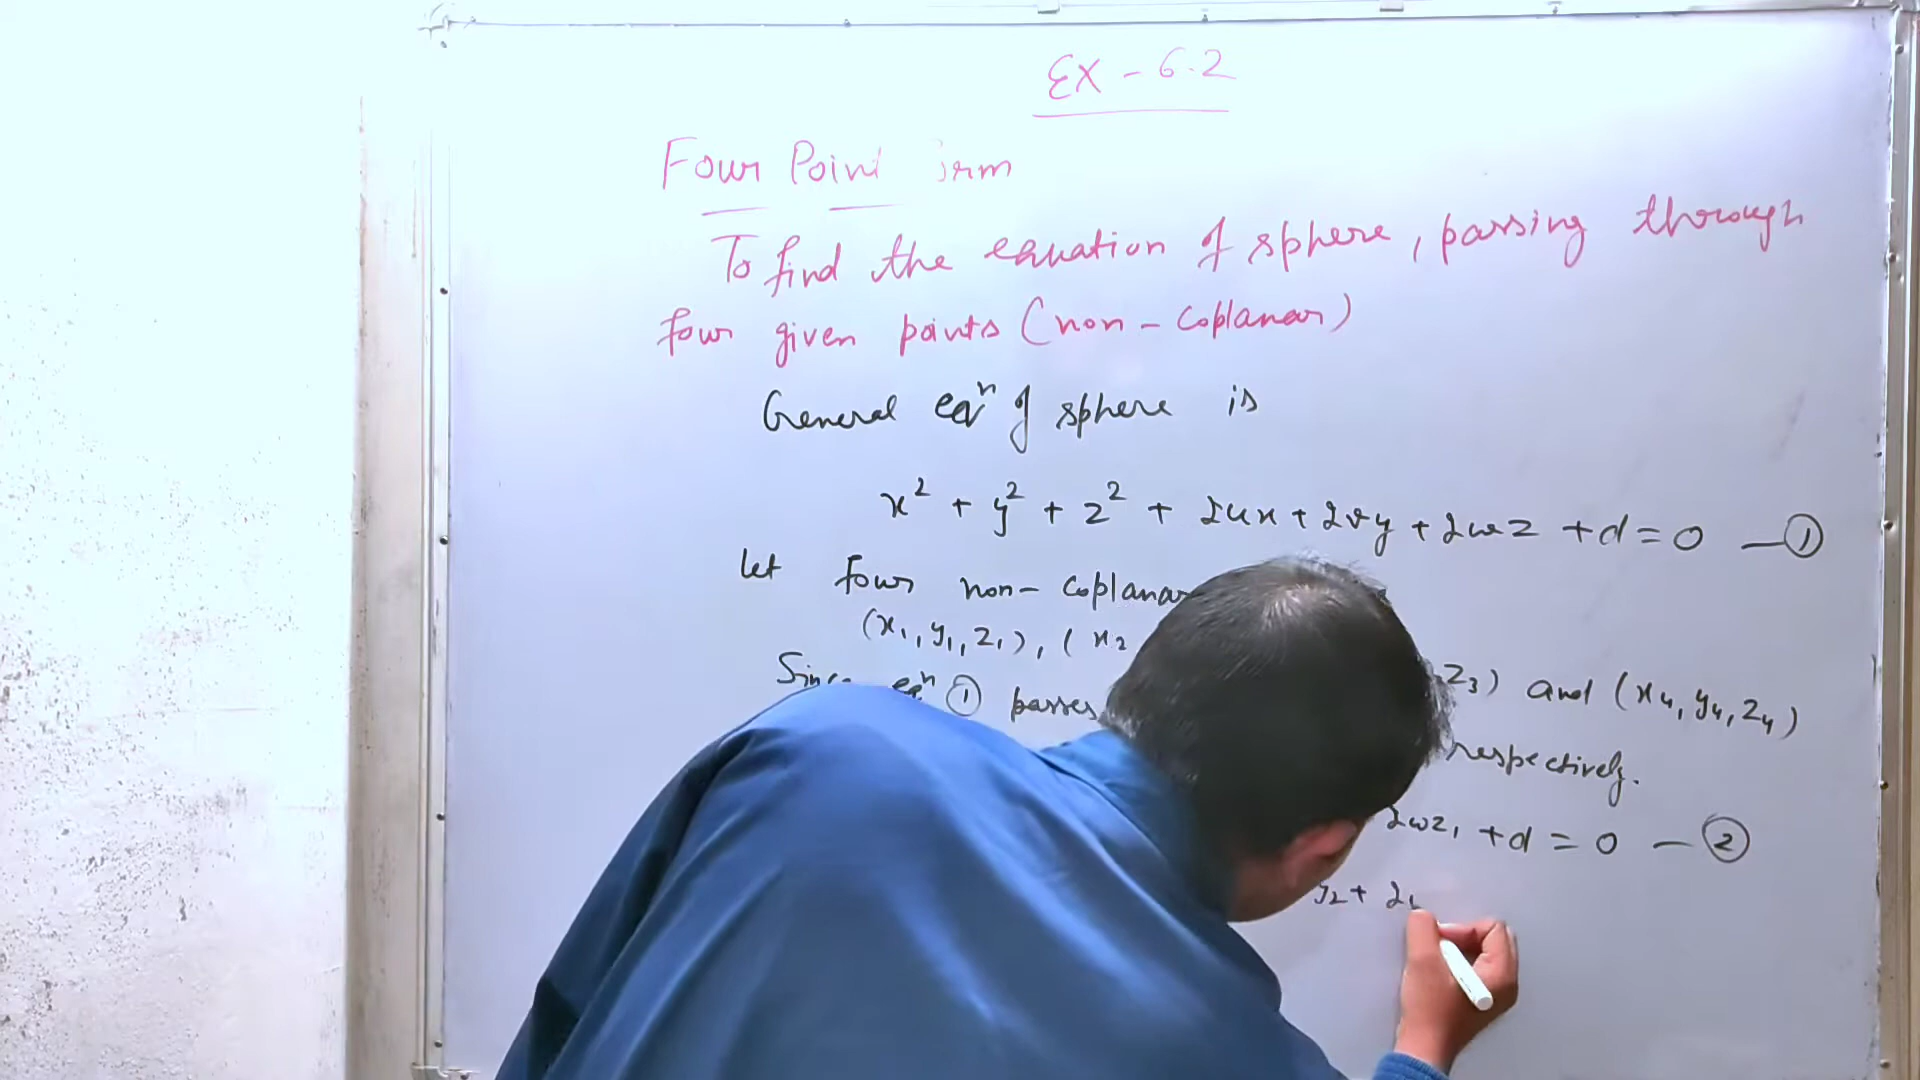 Ex - 6.2
Four Point
To find the equation of sphere, passing through
four given points (non - coplanar)
General eqⁿ of sphere is
x² + y² + z² + 2ux + 2vy + 2wz + d = 0 — ①
let four non - coplanar
(x₁, y₁, z₁), ( x₂ z₃) and (x₄, y₄, z₄)
Since eqⁿ ① passes respectively.
2wz₁ + d = 0 — ②
y₂ +